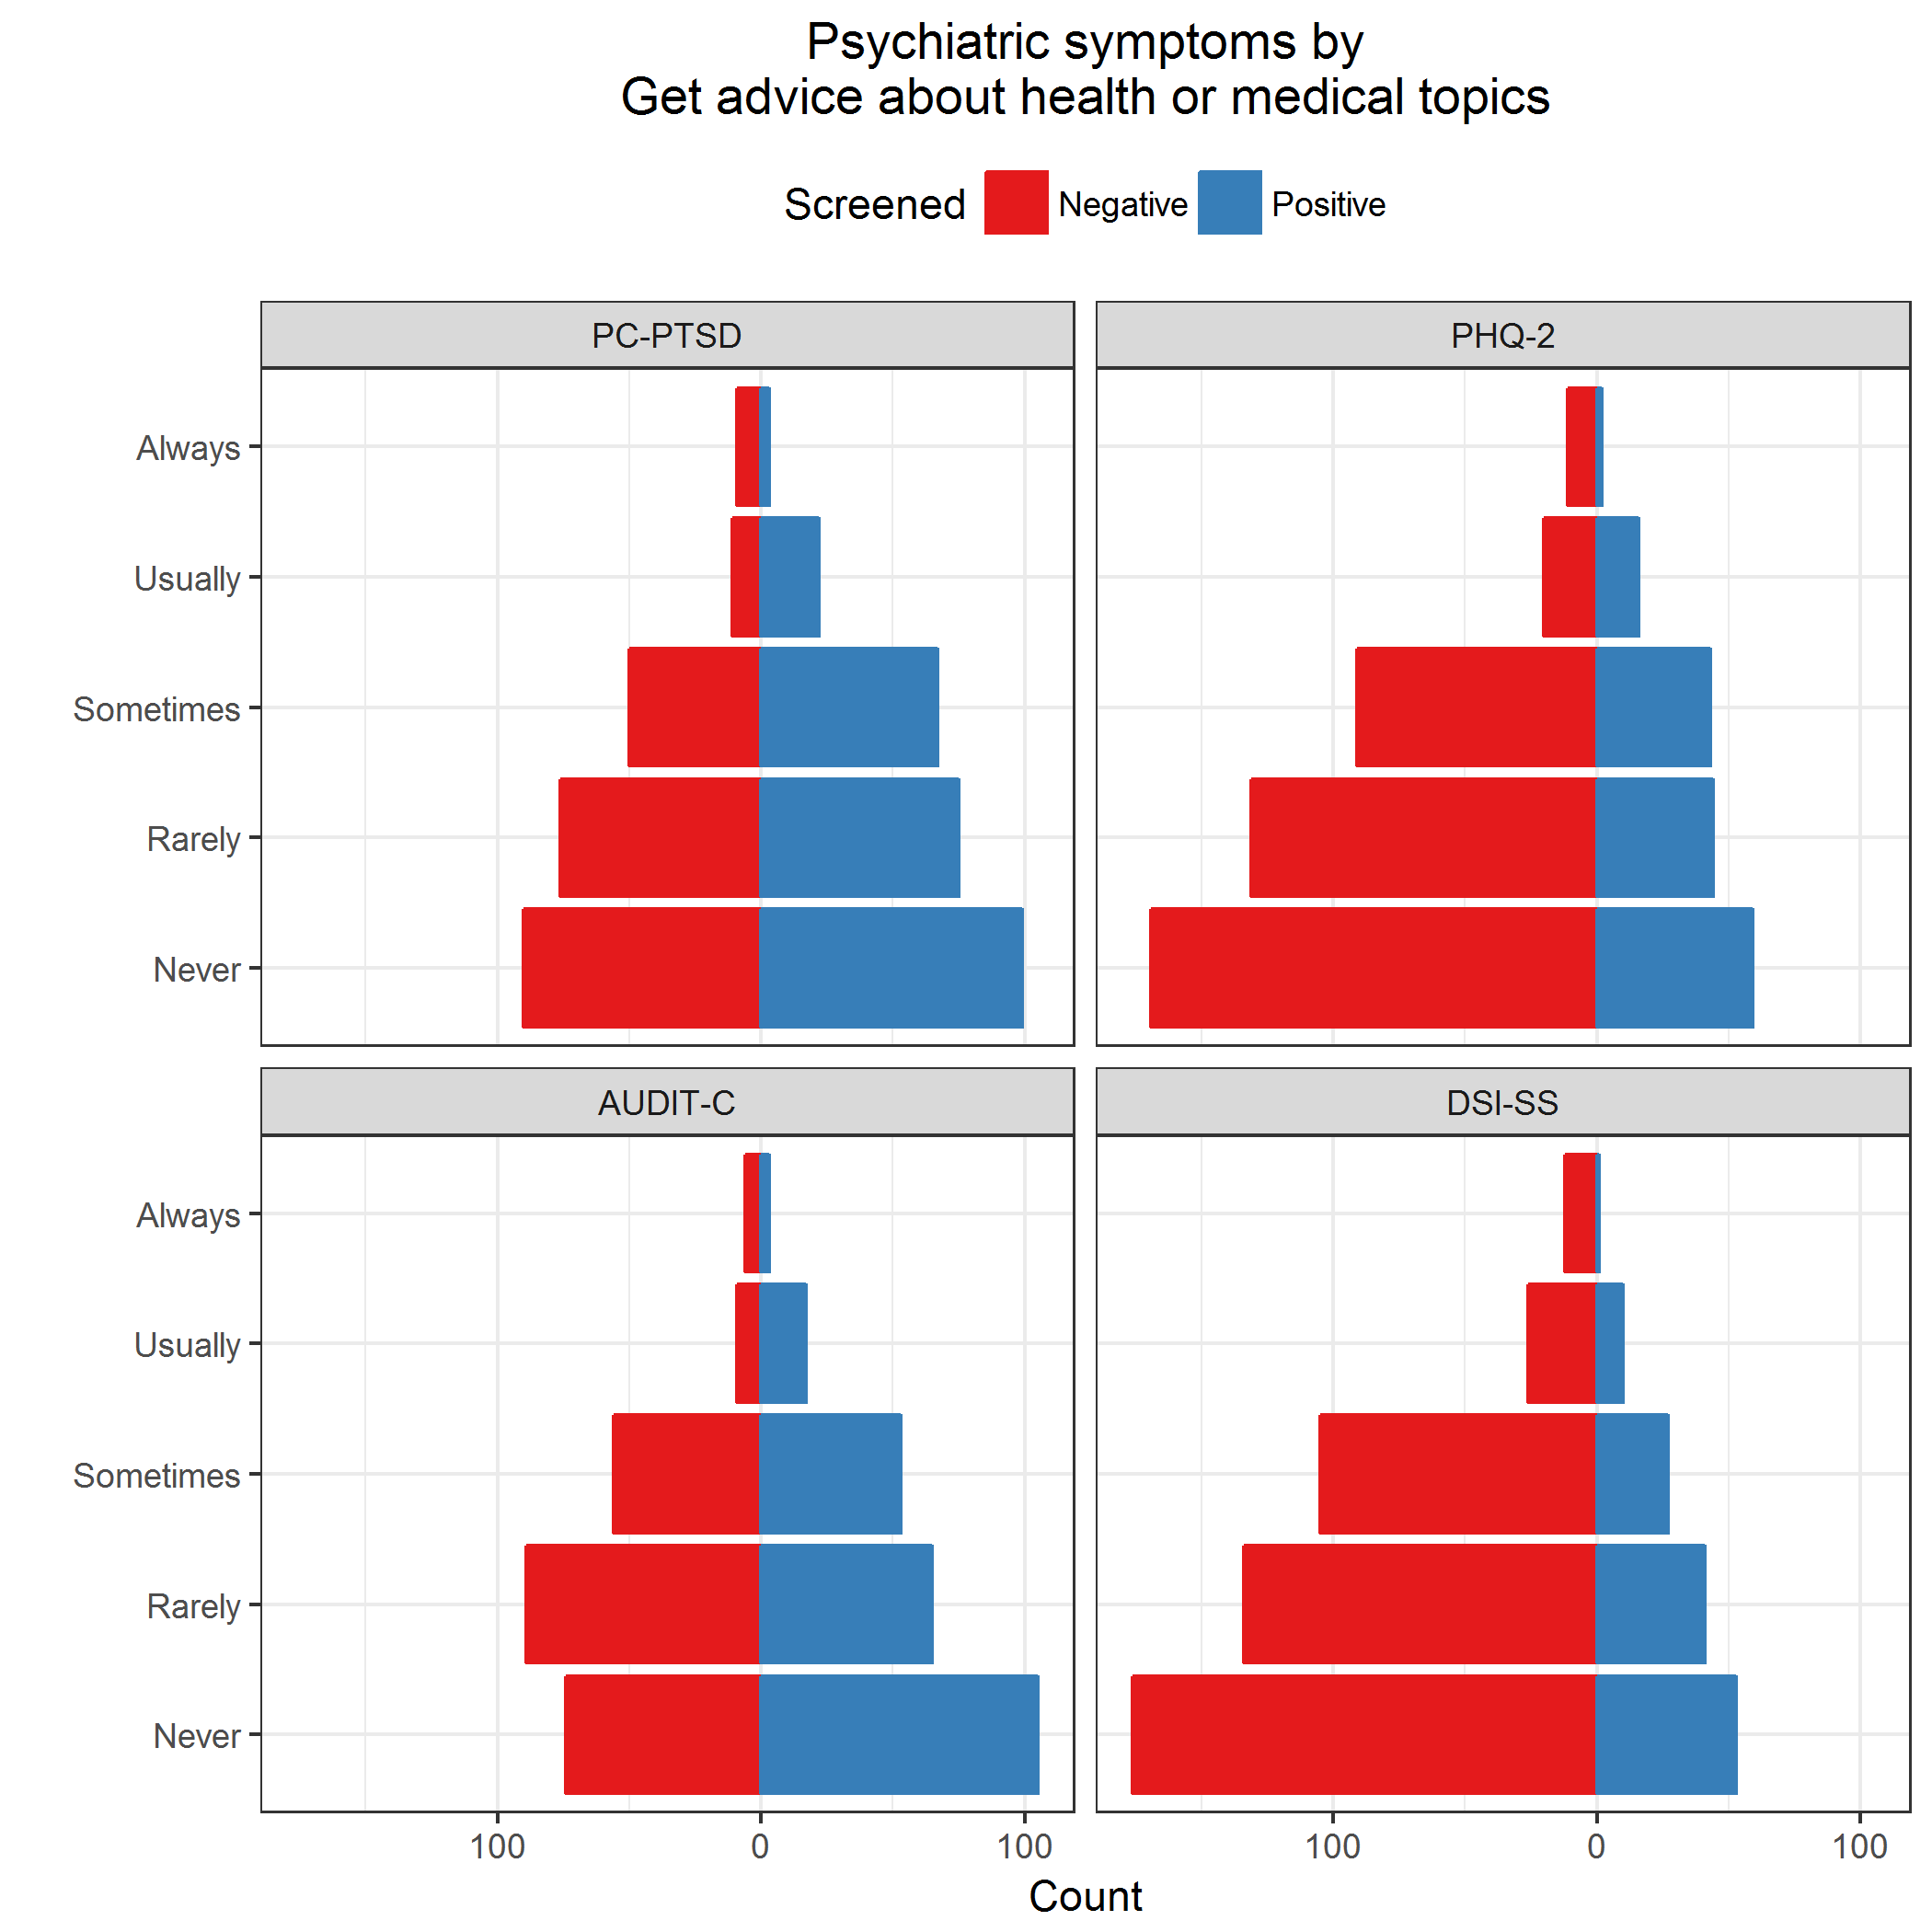 Psychiatric symptoms by
Get advice about health or medical topics
Screened Negative Positive
PC-PTSD PHQ-2
Always
Usually
Sometimes
Rarely
Never
AUDIT-C DSI-SS
Always
Usually
Sometimes
Rarely
Never
100 0 100 100 0 100
Count